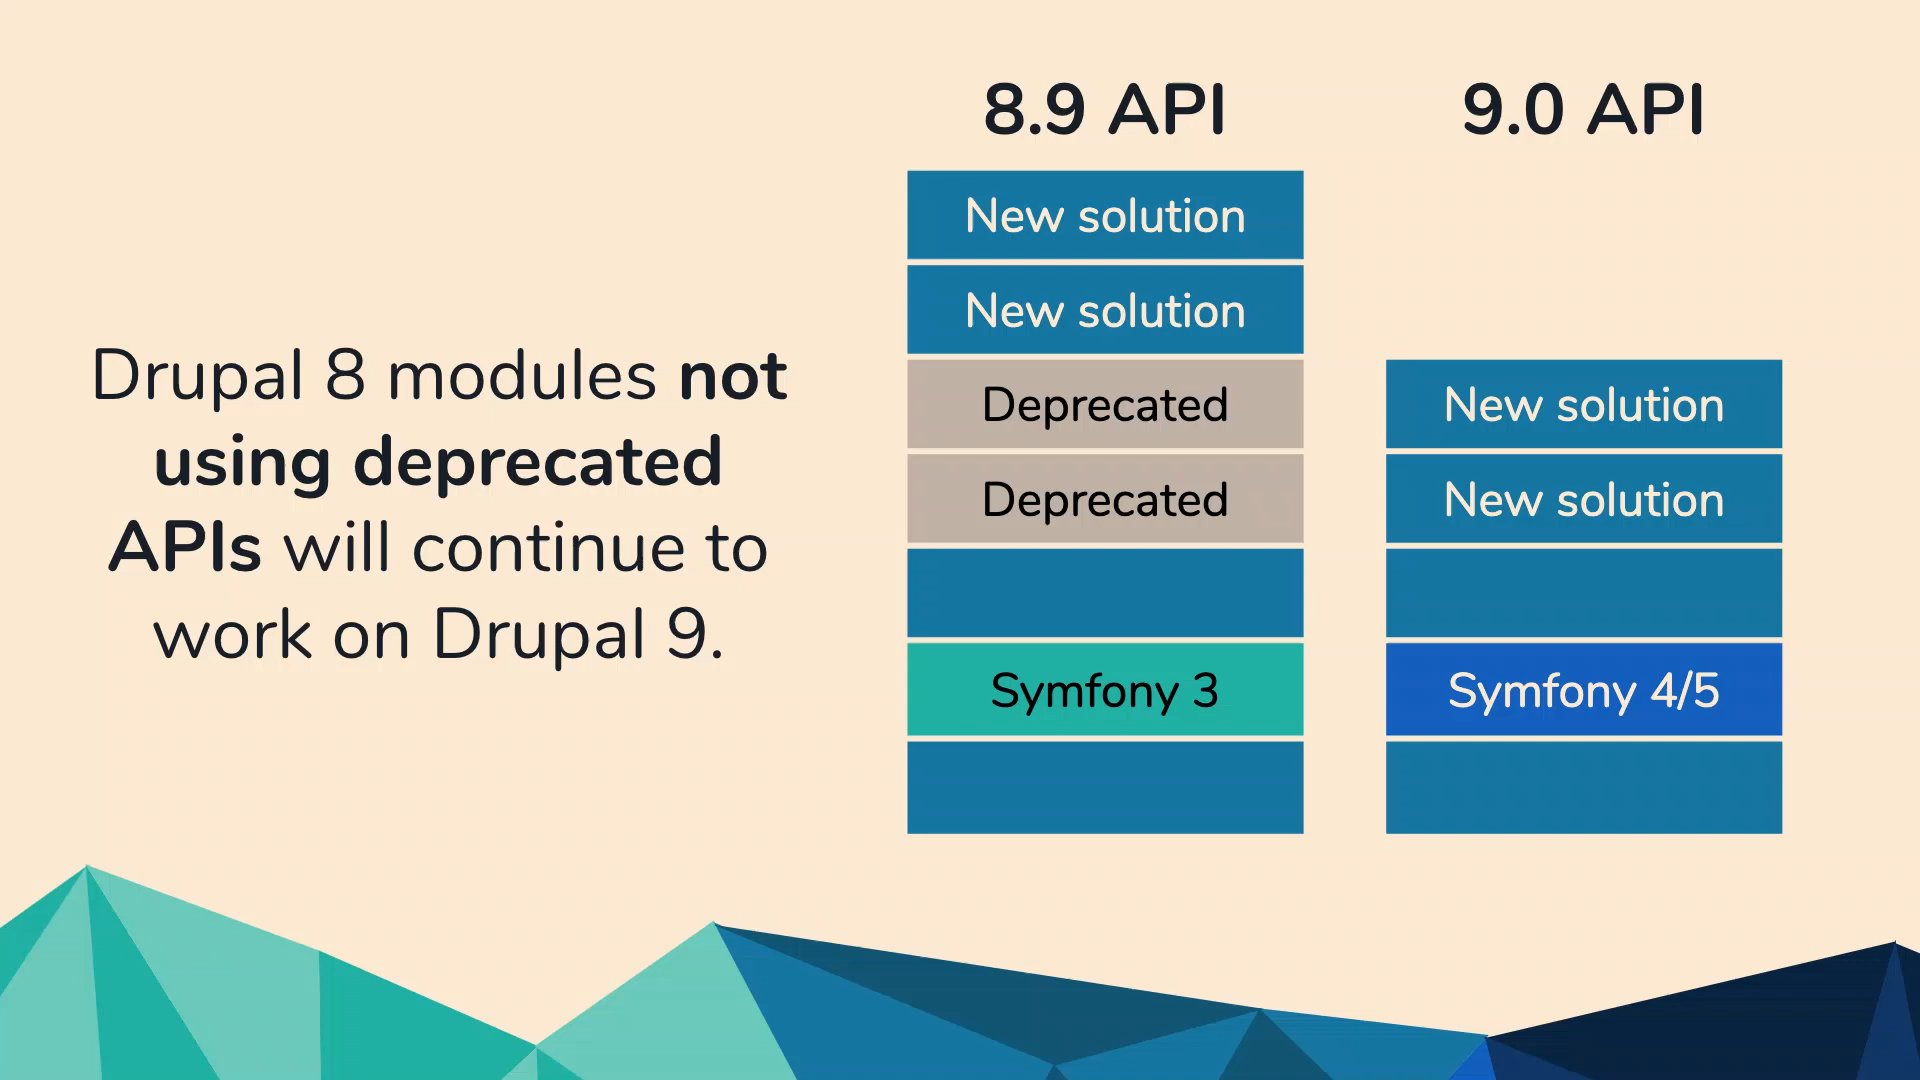 Drupal 8 modules not
using deprecated
APIs will continue to
work on Drupal 9.
8.9 API
New solution
New solution
Deprecated
Deprecated
Symfony 3
9.0 API
New solution
New solution
Symfony 4/5